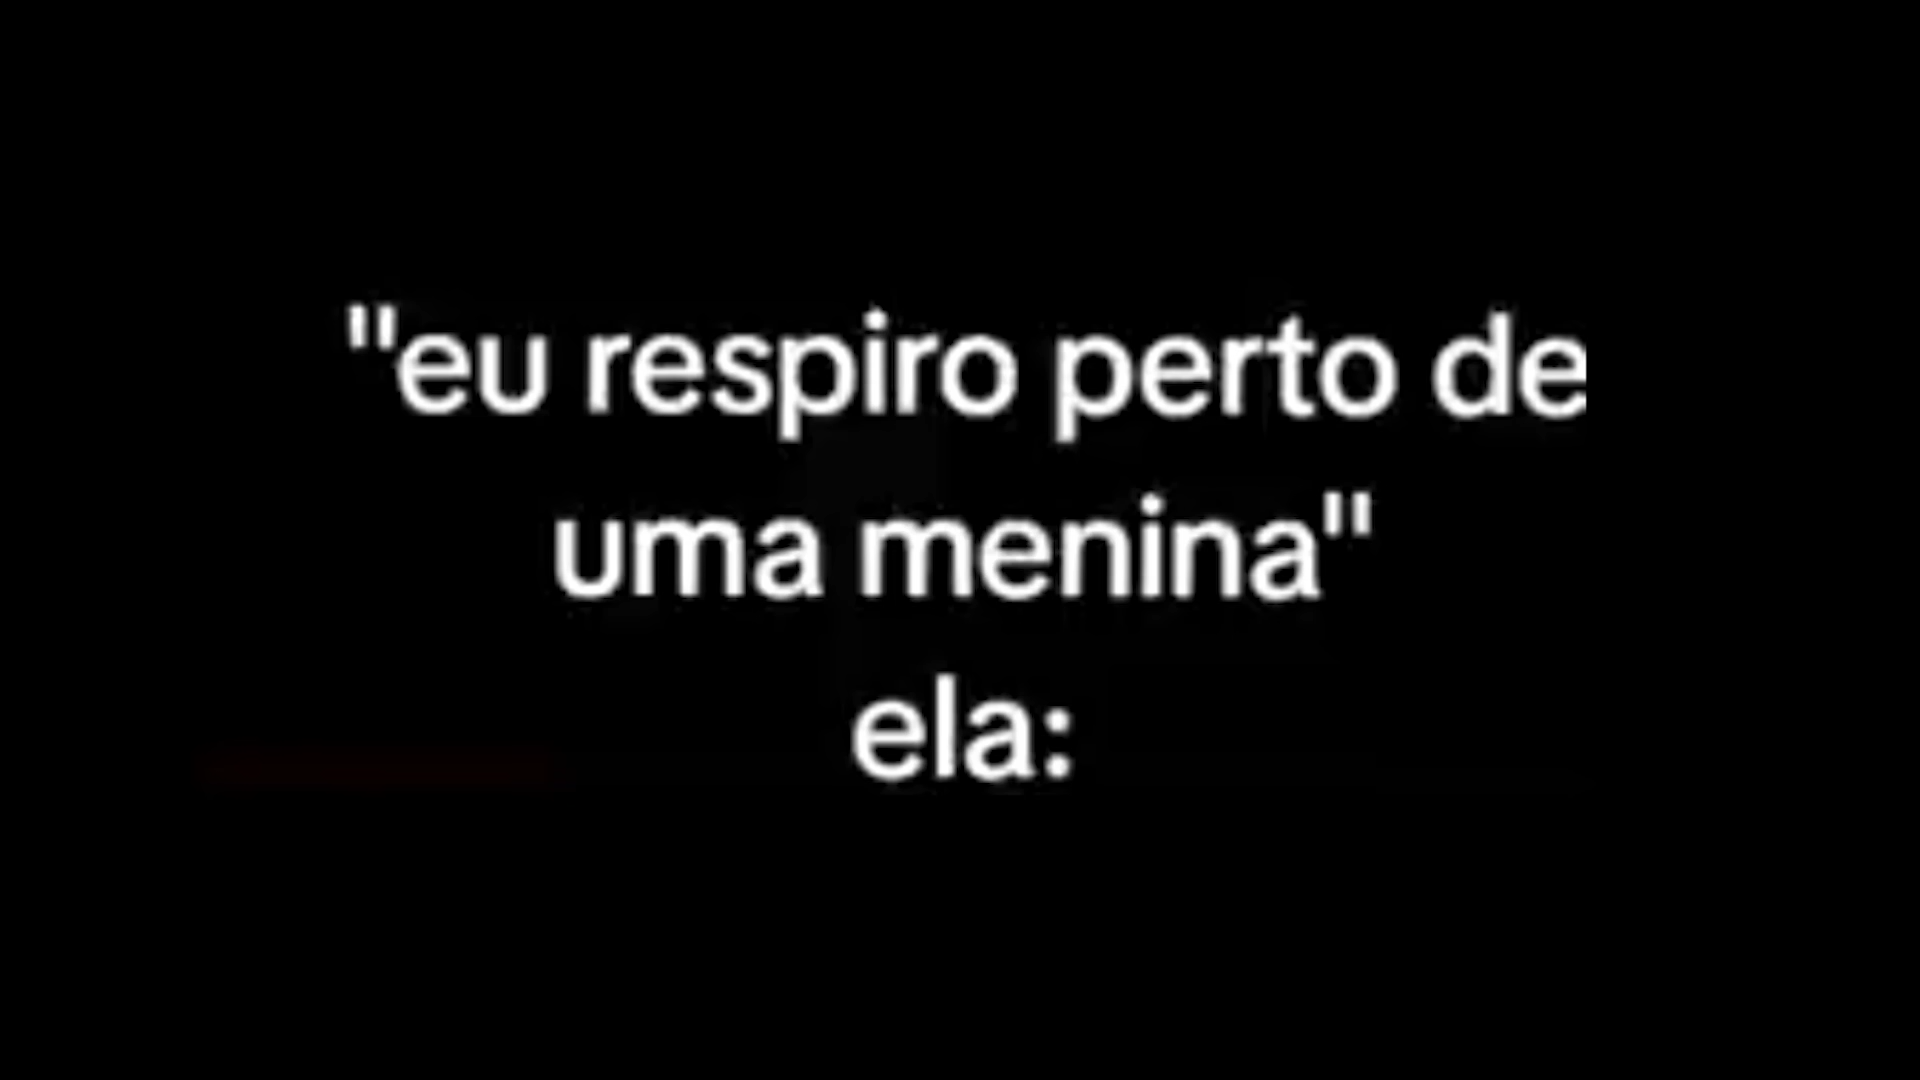 "eu respiro perto de
uma menina"
ela: